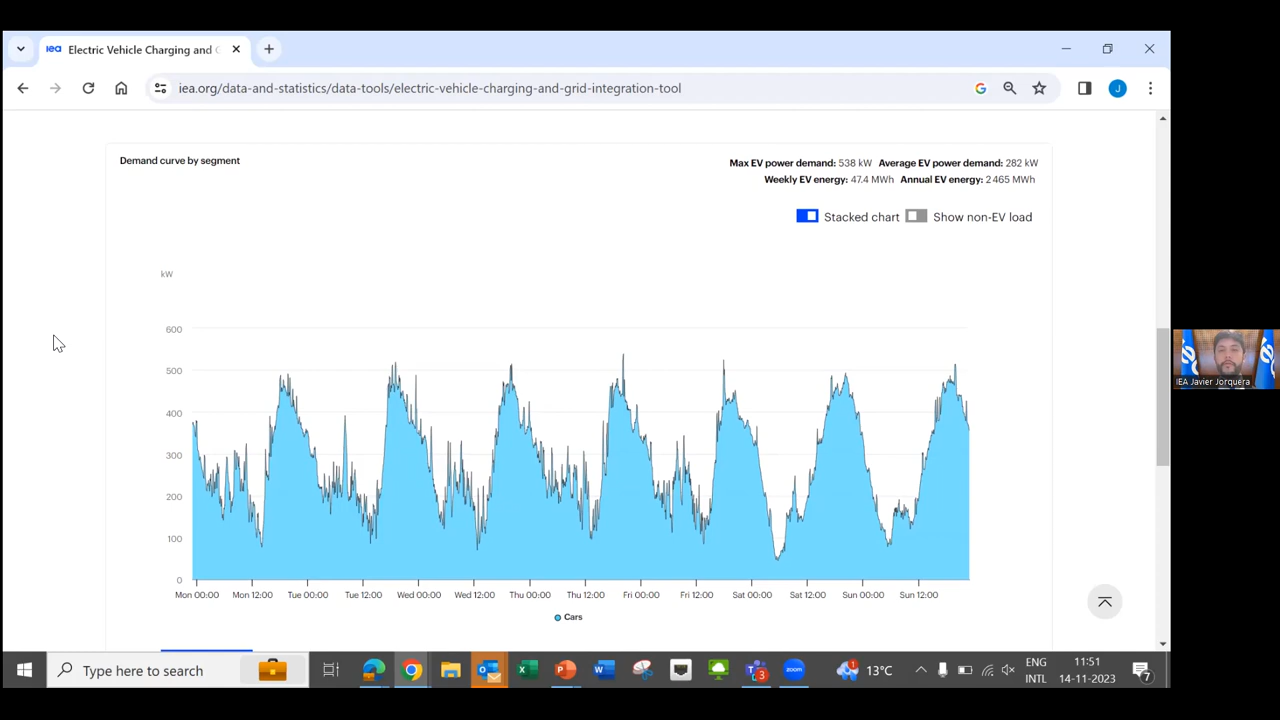 iea Electric Vehicle Charging and G
iea.org/data-and-statistics/data-tools/electric-vehicle-charging-and-grid-integration-tool
J
Demand curve by segment
Max EV power demand: 538 kW Average EV power demand: 282 kW
Weekly EV energy: 47.4 MWh Annual EV energy: 2 465 MWh
Stacked chart Show non-EV load
kW
600
500
400
300
200
100
0
Mon 00:00 Mon 12:00 Tue 00:00 Tue 12:00 Wed 00:00 Wed 12:00 Thu 00:00 Thu 12:00 Fri 00:00 Fri 12:00 Sat 00:00 Sat 12:00 Sun 00:00 Sun 12:00
Cars
IEA Javier Jorquera
Type here to search
zoom
3
1
13°C
ENG
INTL
11:51
14-11-2023
7